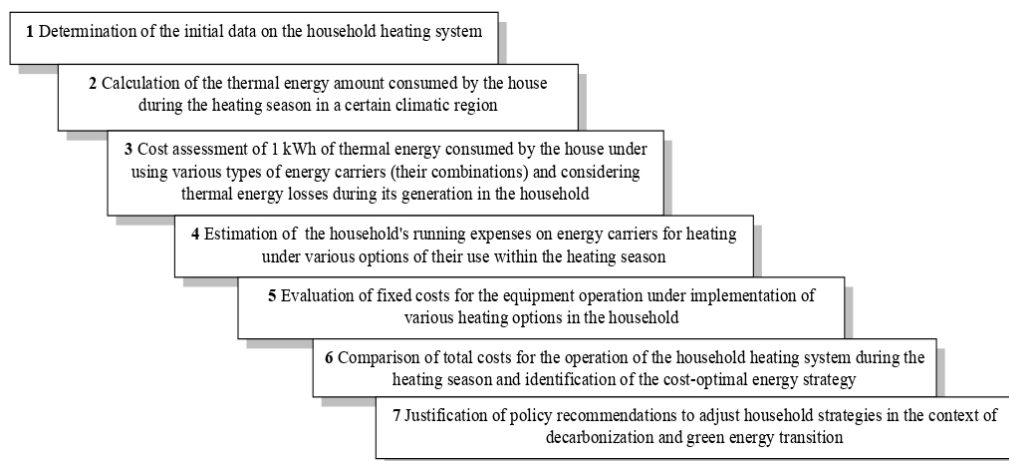 1 Determination of the initial data on the household heating system
2 Calculation of the thermal energy amount consumed by the house
during the heating season in a certain climatic region
3 Cost assessment of 1 kWh of thermal energy consumed by the house under
using various types of energy carriers (their combinations) and considering
thermal energy losses during its generation in the household
4 Estimation of the household's running expenses on energy carriers for heating
under various options of their use within the heating season
5 Evaluation of fixed costs for the equipment operation under implementation of
various heating options in the household
6 Comparison of total costs for the operation of the household heating system during the
heating season and identification of the cost-optimal energy strategy
7 Justification of policy recommendations to adjust household strategies in the context of
decarbonization and green energy transition